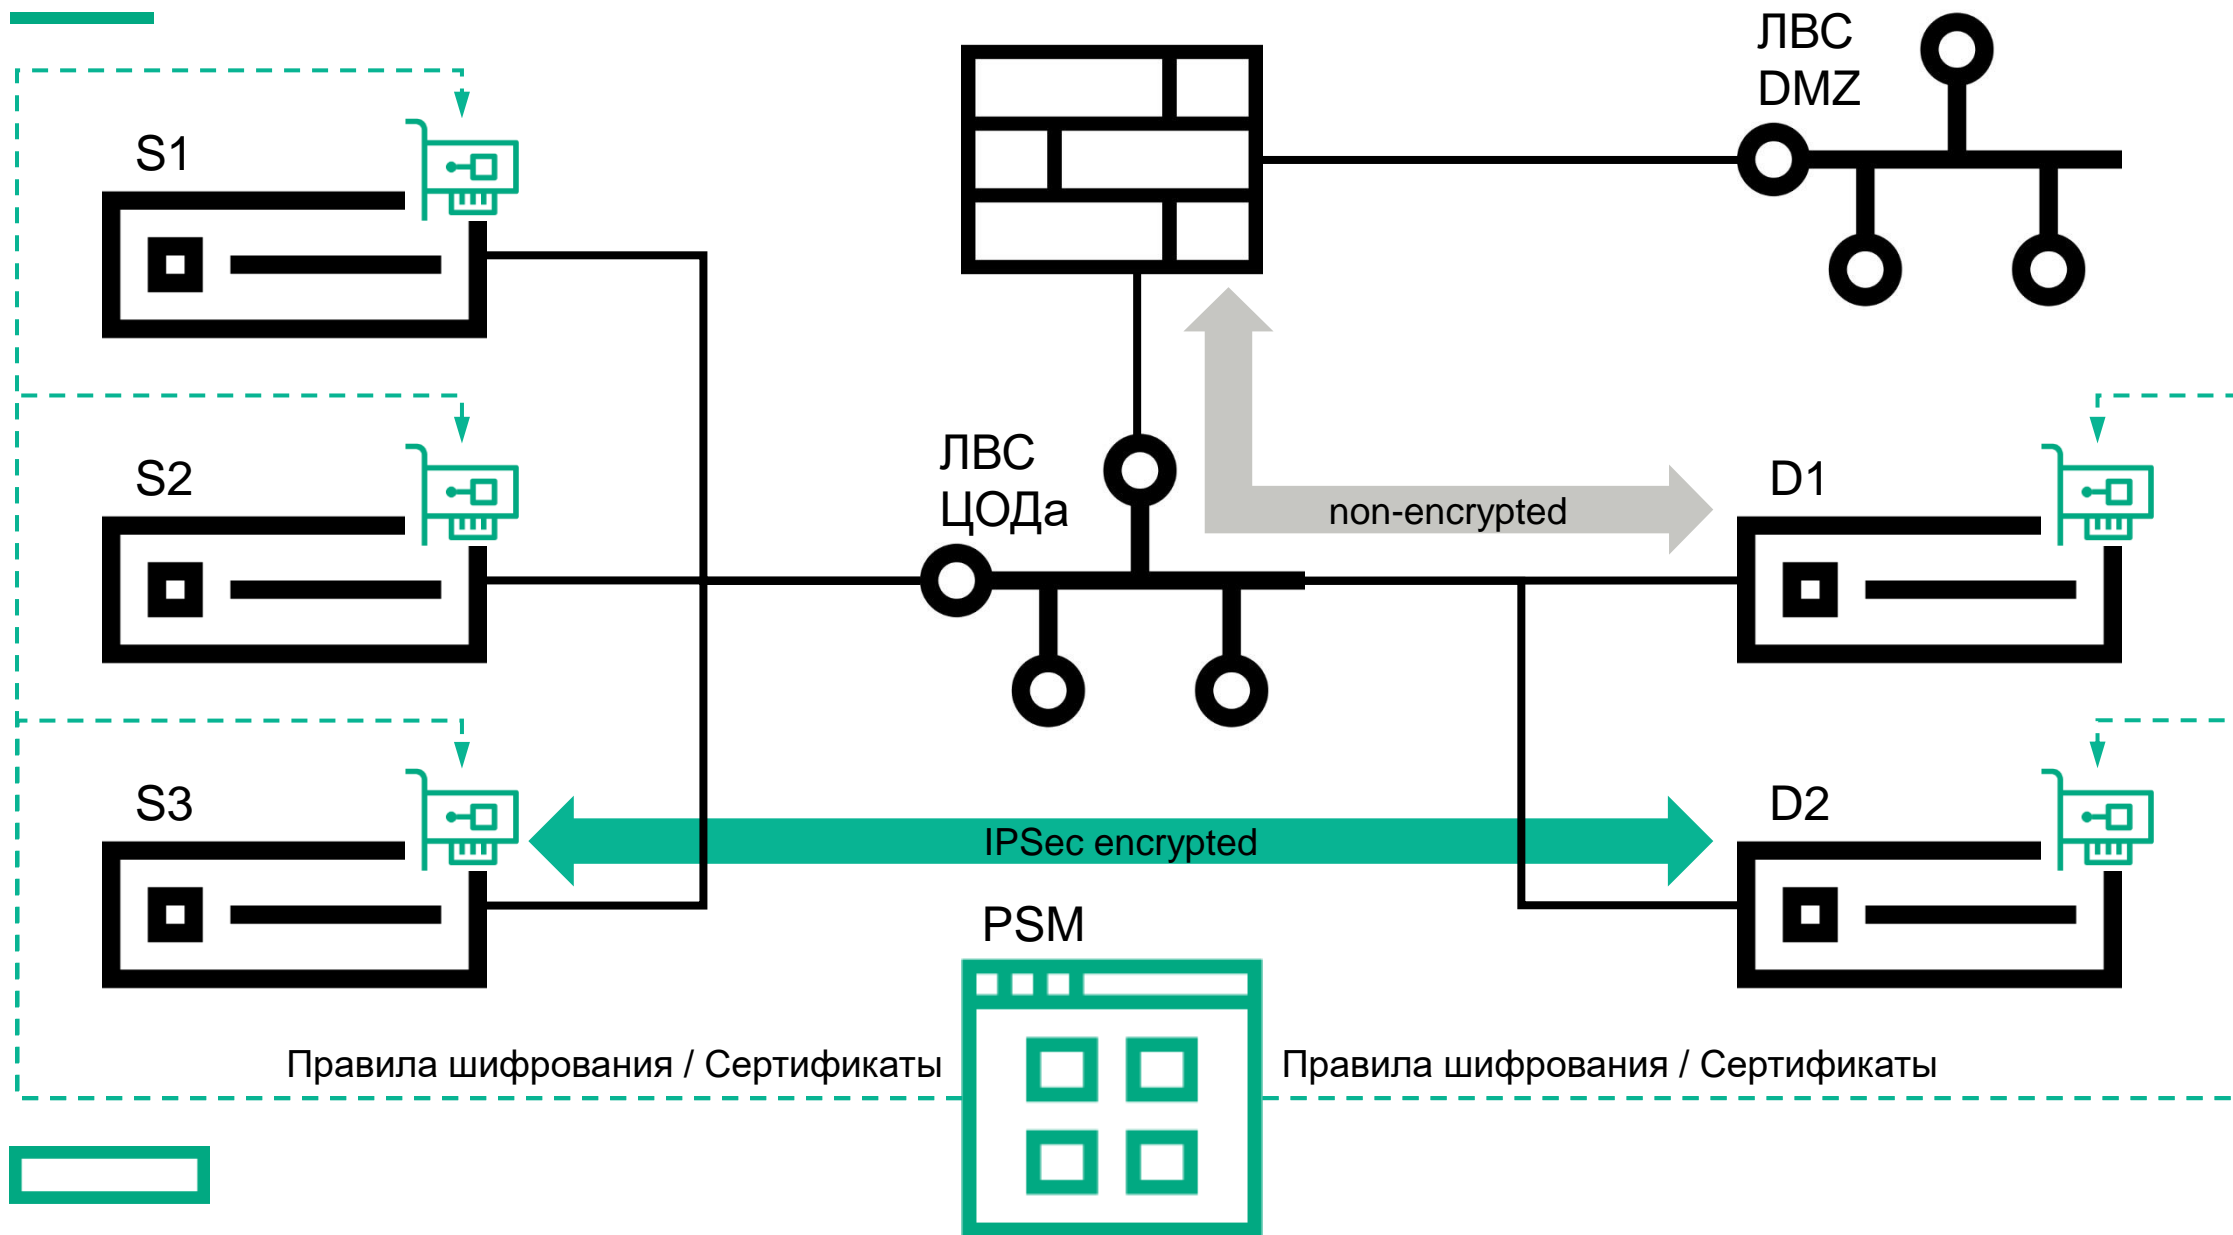 ЛВС
DMZ
S1
ЛВС
ЦОДа
S2
D1
non-encrypted
S3
D2
IPSec encrypted
PSM
Правила шифрования / Сертификаты
Правила шифрования / Сертификаты